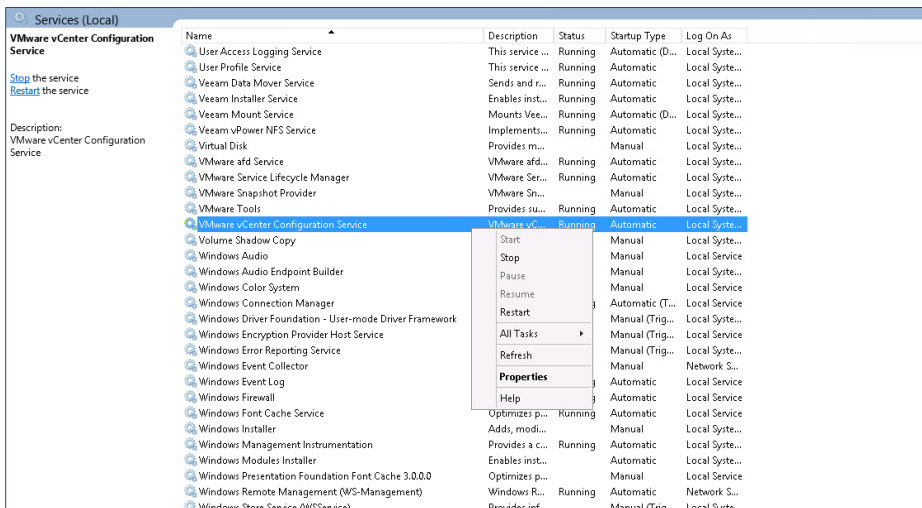 Services (Local)
VMware vCenter Configuration
Service
Stop the service
Restart the service
Description:
VMware vCenter Configuration
Service
Name Description Status Startup Type Log On As
User Access Logging Service This service ... Running Automatic (D... Local Syste...
User Profile Service This service ... Running Automatic Local Syste...
Veeam Data Mover Service Sends and r... Running Automatic Local Syste...
Veeam Installer Service Enables inst... Running Automatic Local Syste...
Veeam Mount Service Mounts Vee... Running Automatic (D... Local Syste...
Veeam vPower NFS Service Implements... Running Automatic Local Syste...
Virtual Disk Provides m... Manual Local Syste...
VMware afd Service VMware afd... Running Automatic Local Syste...
VMware Service Lifecycle Manager VMware Ser... Running Automatic Local Syste...
VMware Snapshot Provider VMware Sn... Manual Local Syste...
VMware Tools Provides su... Running Automatic Local Syste...
VMware vCenter Configuration Service VMware vC... Running Automatic Local Syste...
Volume Shadow Copy Start Manual Local Syste...
Windows Audio Stop Manual Local Service
Windows Audio Endpoint Builder Pause Manual Local Syste...
Windows Color System Resume Manual Local Service
Windows Connection Manager Restart Automatic (T... Local Service
Windows Driver Foundation - User-mode Driver Framework All Tasks Manual (Trig... Local Syste...
Windows Encryption Provider Host Service Manual (Trig... Local Service
Windows Error Reporting Service Refresh Manual (Trig... Local Syste...
Windows Event Collector Properties Manual Network S...
Windows Event Log Automatic Local Service
Windows Firewall Help Automatic Local Service
Windows Font Cache Service Optimizes p... Running Automatic Local Service
Windows Installer Adds, modi... Manual Local Syste...
Windows Management Instrumentation Provides a c... Running Automatic Local Syste...
Windows Modules Installer Enables inst... Automatic Local Syste...
Windows Presentation Foundation Font Cache 3.0.0.0 Optimizes p... Manual Local Service
Windows Remote Management (WS-Management) Windows R... Running Automatic Network S...
Windows Store Service (WSService) Provides inf... Manual (Trig... Local Syste...